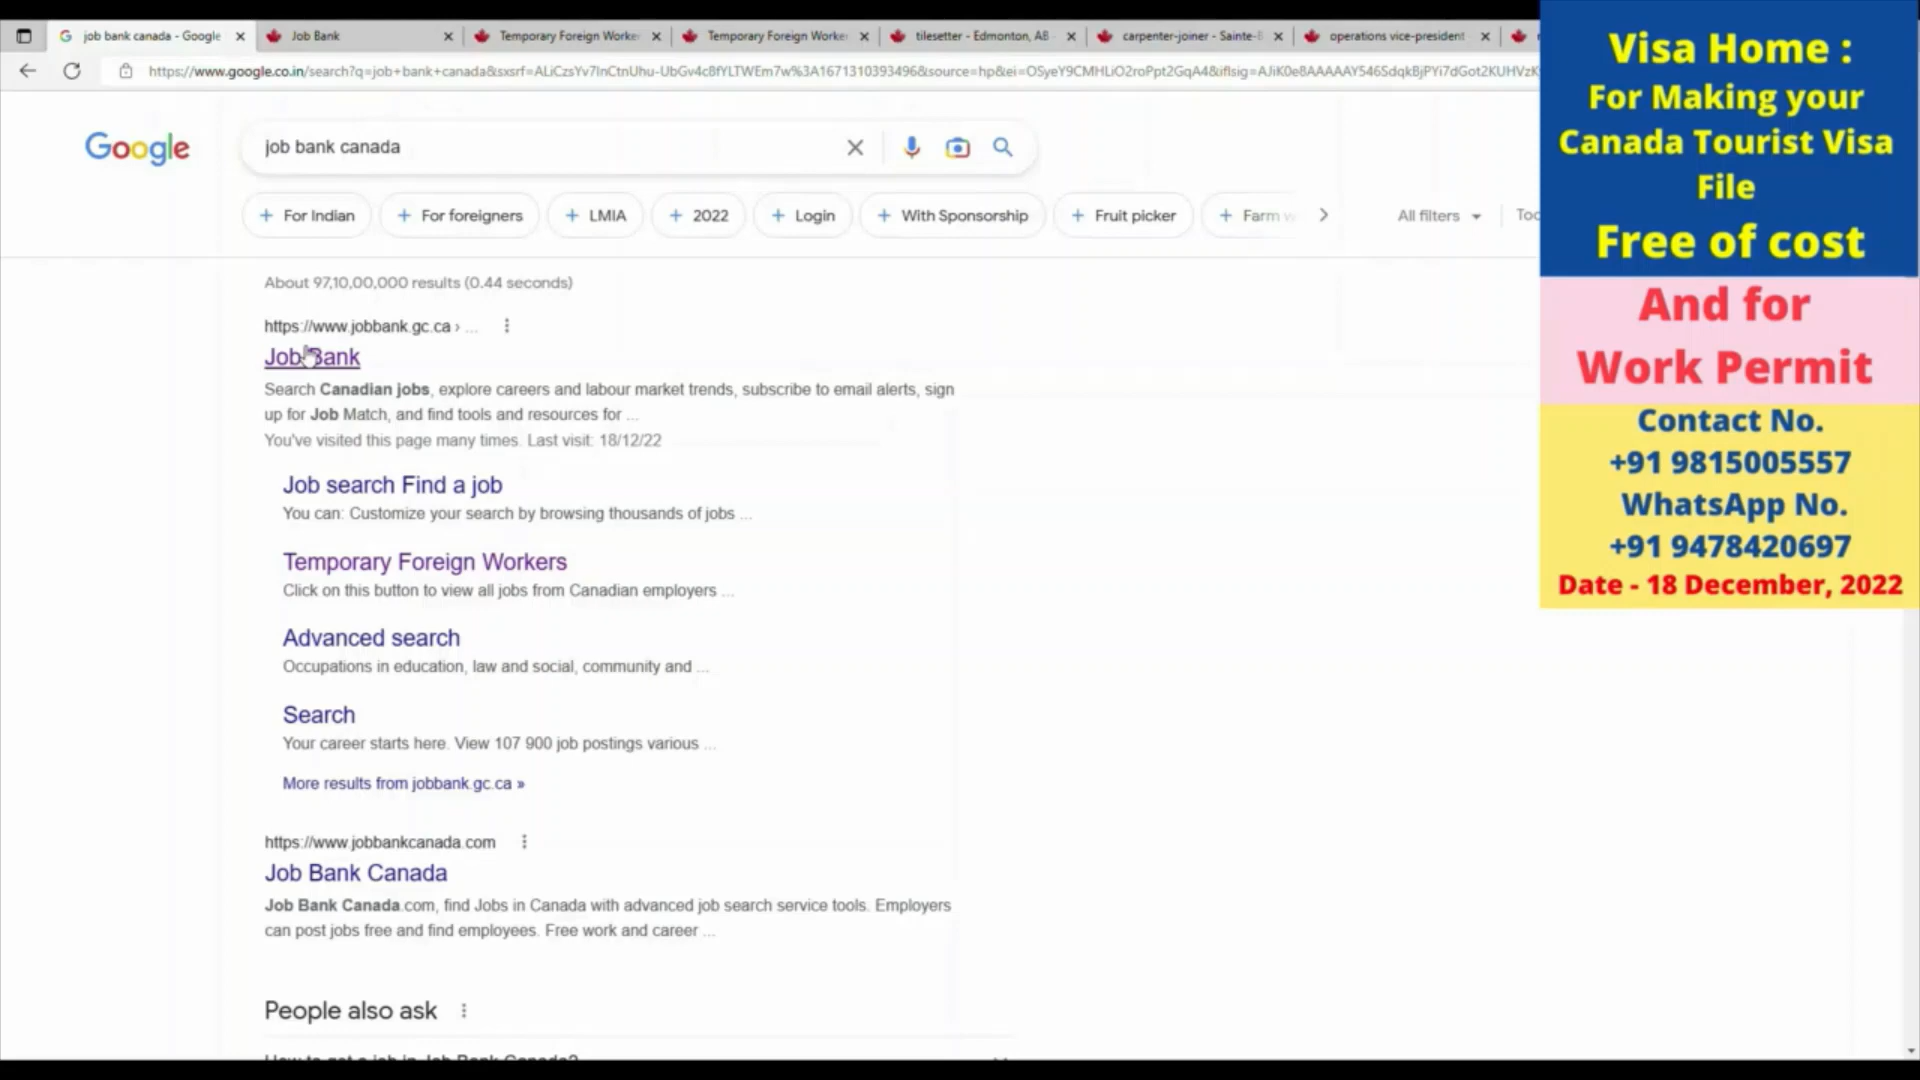 job bank canada - Google
Job Bank
Temporary Foreign Worke
Temporary Foreign Worke
tilesetter - Edmonton, AB -
carpenter-joiner - Sainte-
operations vice-president
https://www.google.co.in/search?q=job+bank+canada&sxsrf=
Google
job bank canada
For Indian
For foreigners
LMIA
2022
Login
With Sponsorship
Fruit picker
Farm
All filters
About 97,10,00,000 results (0.44 seconds)
https://www.jobbank.gc.ca › ...
Job Bank
Search Canadian jobs, explore careers and labour market trends, subscribe to email alerts, sign
up for Job Match, and find tools and resources for ...
You've visited this page many times. Last visit: 18/12/22
Job search Find a job
You can: Customize your search by browsing thousands of jobs ...
Temporary Foreign Workers
Click on this button to view all jobs from Canadian employers ...
Advanced search
Occupations in education, law and social, community and ...
Search
Your career starts here. View 107 900 job postings various ...
More results from jobbank.gc.ca »
https://www.jobbankcanada.com
Job Bank Canada
Job Bank Canada.com, find Jobs in Canada with advanced job search service tools. Employers
can post jobs free and find employees. Free work and career ...
People also ask
Visa Home :
For Making your
Canada Tourist Visa
File
Free of cost
And for
Work Permit
Contact No.
+91 9815005557
WhatsApp No.
+91 9478420697
Date - 18 December, 2022